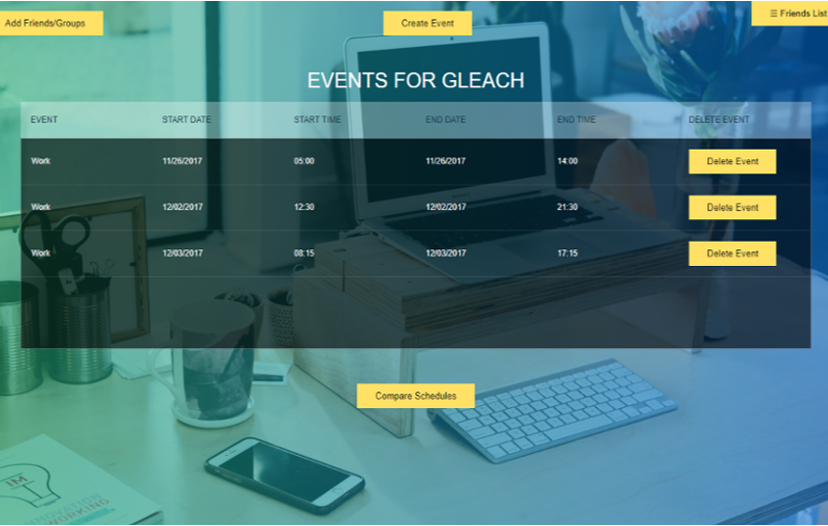 Add Friends/Groups
Create Event
☰ Friends List
EVENTS FOR GLEACH
EVENT START DATE START TIME END DATE END TIME DELETE EVENT
Work 11/26/2017 05:00 11/26/2017 14:00 Delete Event
Work 12/02/2017 12:30 12/02/2017 21:30 Delete Event
Work 12/03/2017 08:15 12/03/2017 17:15 Delete Event
Compare Schedules
IM
INNOVATION
WORKING